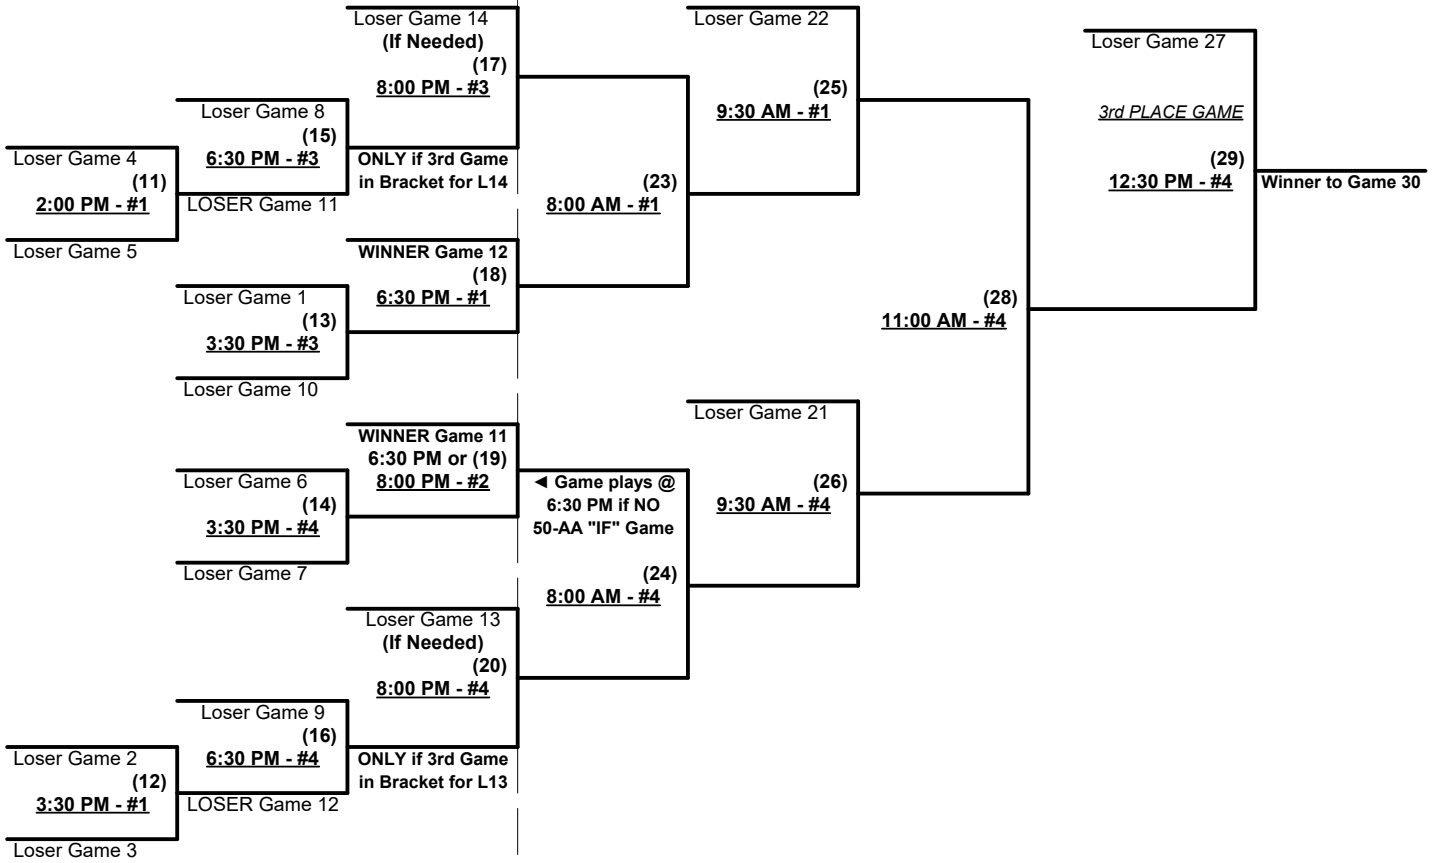 Loser Game 14
(If Needed)
(17)
8:00 PM - #3
Loser Game 8
(15)
6:30 PM - #3
ONLY if 3rd Game
in Bracket for L14
Loser Game 4
(11)
2:00 PM - #1
LOSER Game 11
Loser Game 5
WINNER Game 12
(18)
6:30 PM - #1
Loser Game 1
(13)
3:30 PM - #3
Loser Game 10
WINNER Game 11
6:30 PM or (19)
8:00 PM - #2
Loser Game 6
(14)
3:30 PM - #4
Loser Game 7
Loser Game 13
(If Needed)
(20)
8:00 PM - #4
Loser Game 9
(16)
6:30 PM - #4
ONLY if 3rd Game
in Bracket for L13
Loser Game 2
(12)
3:30 PM - #1
LOSER Game 12
Loser Game 3
(23)
8:00 AM - #1
◄ Game plays @
6:30 PM if NO
50-AA "IF" Game
(24)
8:00 AM - #4
Loser Game 22
(25)
9:30 AM - #1
Loser Game 21
(26)
9:30 AM - #4
(28)
11:00 AM - #4
Loser Game 27
3rd PLACE GAME
(29)
12:30 PM - #4
Winner to Game 30